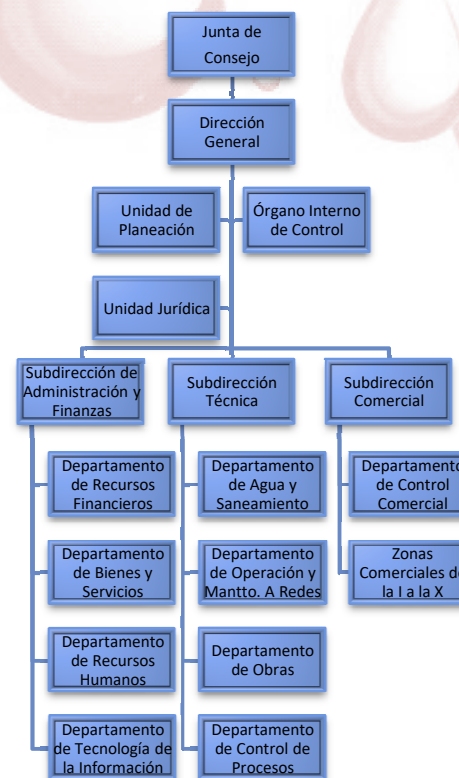 Junta de
Consejo
Dirección
General
Unidad de
Planeación
Órgano Interno
de Control
Unidad Jurídica
Subdirección de
Administración y
Finanzas
Subdirección
Técnica
Subdirección
Comercial
Departamento
de Recursos
Financieros
Departamento
de Agua y
Saneamiento
Departamento
de Control
Comercial
Departamento
de Bienes y
Servicios
Departamento
de Operación y
Mantto. A Redes
Zonas
Comerciales de
la I a la X
Departamento
de Recursos
Humanos
Departamento
de Obras
Departamento
de Tecnología de
la Información
Departamento
de Control de
Procesos